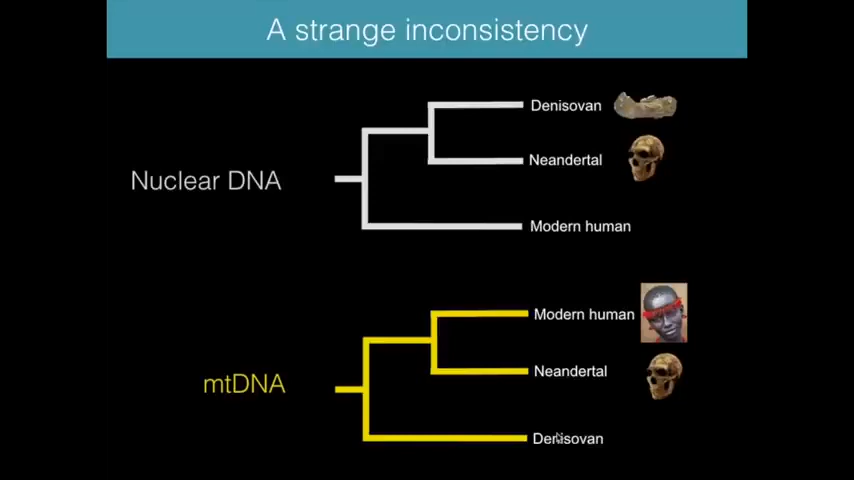 A strange inconsistency
Denisovan
Neandertal
Nuclear DNA
Modern human
Modern human
Neandertal
mtDNA
Denisovan